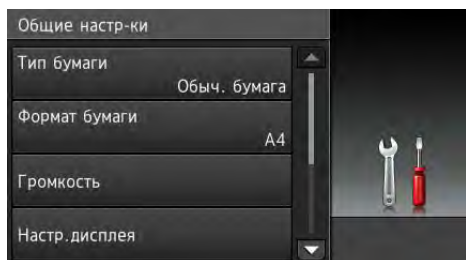 Общие настр-ки
Тип бумаги
Обыч. бумага
Формат бумаги
A4
Громкость
Настр.дисплея